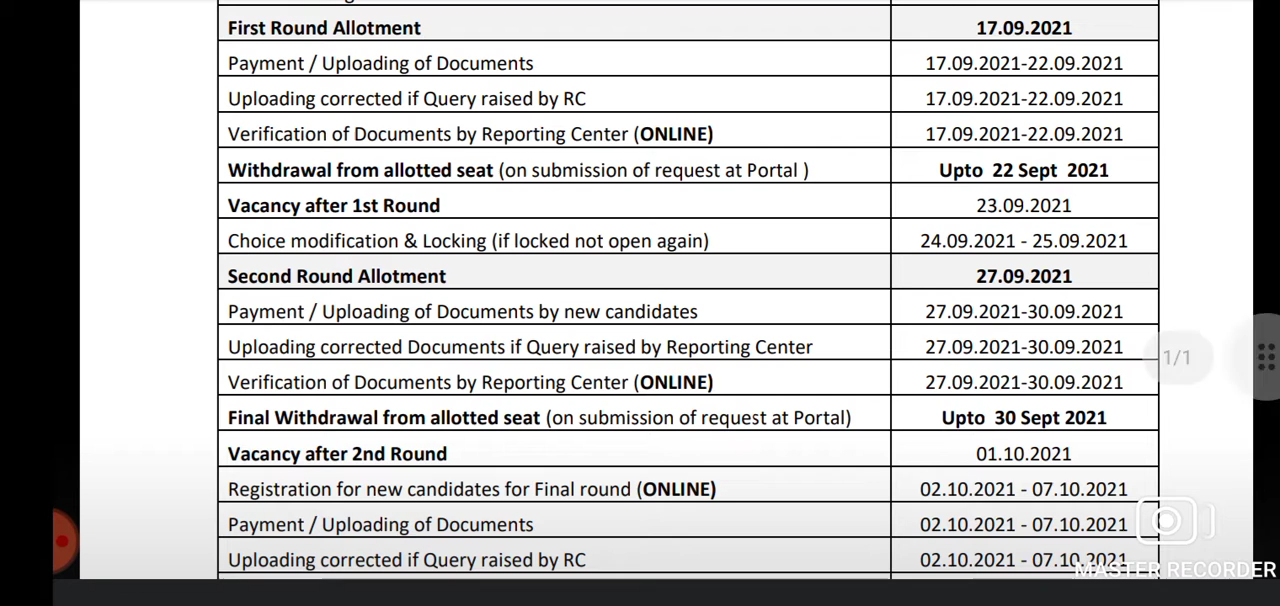 First Round Allotment 17.09.2021
Payment / Uploading of Documents 17.09.2021-22.09.2021
Uploading corrected if Query raised by RC 17.09.2021-22.09.2021
Verification of Documents by Reporting Center (ONLINE) 17.09.2021-22.09.2021
Withdrawal from allotted seat (on submission of request at Portal ) Upto 22 Sept 2021
Vacancy after 1st Round 23.09.2021
Choice modification & Locking (if locked not open again) 24.09.2021 - 25.09.2021
Second Round Allotment 27.09.2021
Payment / Uploading of Documents by new candidates 27.09.2021-30.09.2021
Uploading corrected Documents if Query raised by Reporting Center 27.09.2021-30.09.2021
1/1
Verification of Documents by Reporting Center (ONLINE) 27.09.2021-30.09.2021
Final Withdrawal from allotted seat (on submission of request at Portal) Upto 30 Sept 2021
Vacancy after 2nd Round 01.10.2021
Registration for new candidates for Final round (ONLINE) 02.10.2021 - 07.10.2021
Payment / Uploading of Documents 02.10.2021 - 07.10.2021
Uploading corrected if Query raised by RC 02.10.2021 - 07.10.2021
MASTER RECORDER